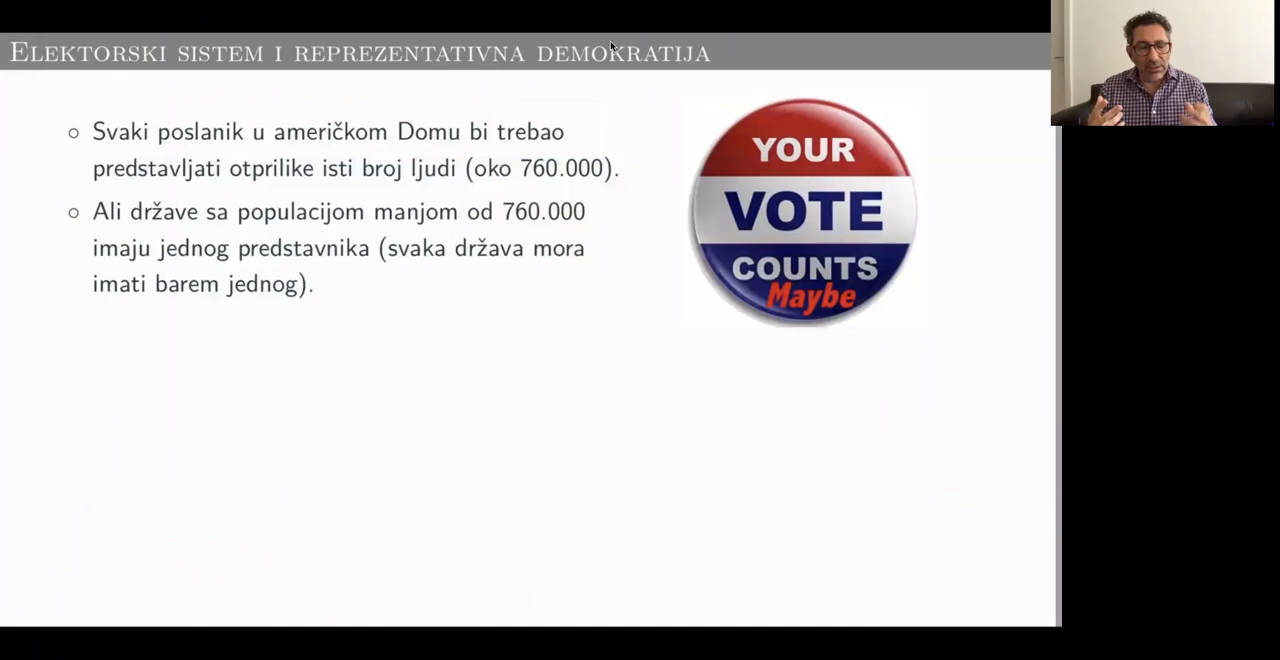 Elektorski sistem i reprezentativna demokratija
○ Svaki poslanik u američkom Domu bi trebao
predstavljati otprilike isti broj ljudi (oko 760.000).
○ Ali države sa populacijom manjom od 760.000
imaju jednog predstavnika (svaka država mora
imati barem jednog).
YOUR
VOTE
COUNTS
Maybe